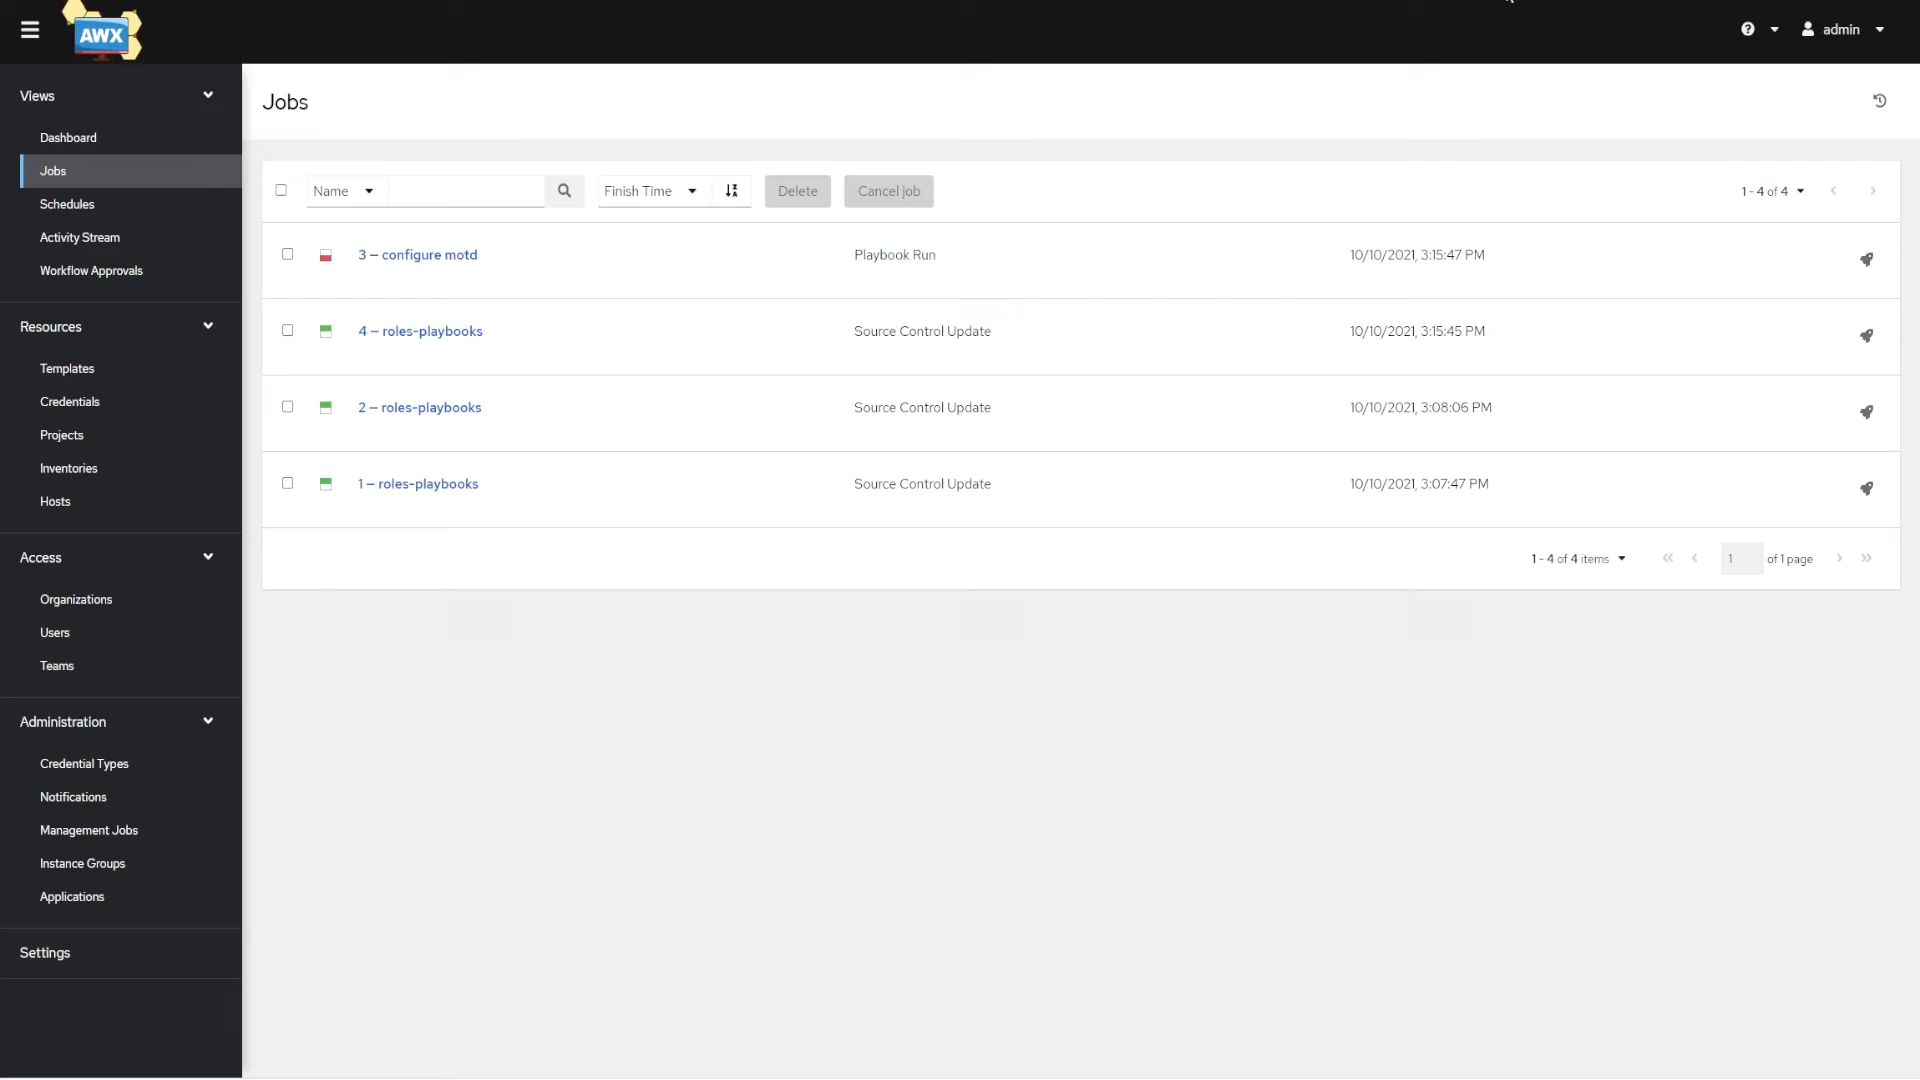 AWX
admin
Views
Dashboard
Jobs
Schedules
Activity Stream
Workflow Approvals
Resources
Templates
Credentials
Projects
Inventories
Hosts
Access
Organizations
Users
Teams
Administration
Credential Types
Notifications
Management Jobs
Instance Groups
Applications
Settings
Jobs
Name Finish Time Delete Cancel job 1 - 4 of 4
3 – configure motd Playbook Run 10/10/2021, 3:15:47 PM
4 – roles-playbooks Source Control Update 10/10/2021, 3:15:45 PM
2 – roles-playbooks Source Control Update 10/10/2021, 3:08:06 PM
1 – roles-playbooks Source Control Update 10/10/2021, 3:07:47 PM
1 - 4 of 4 items 1 of 1 page